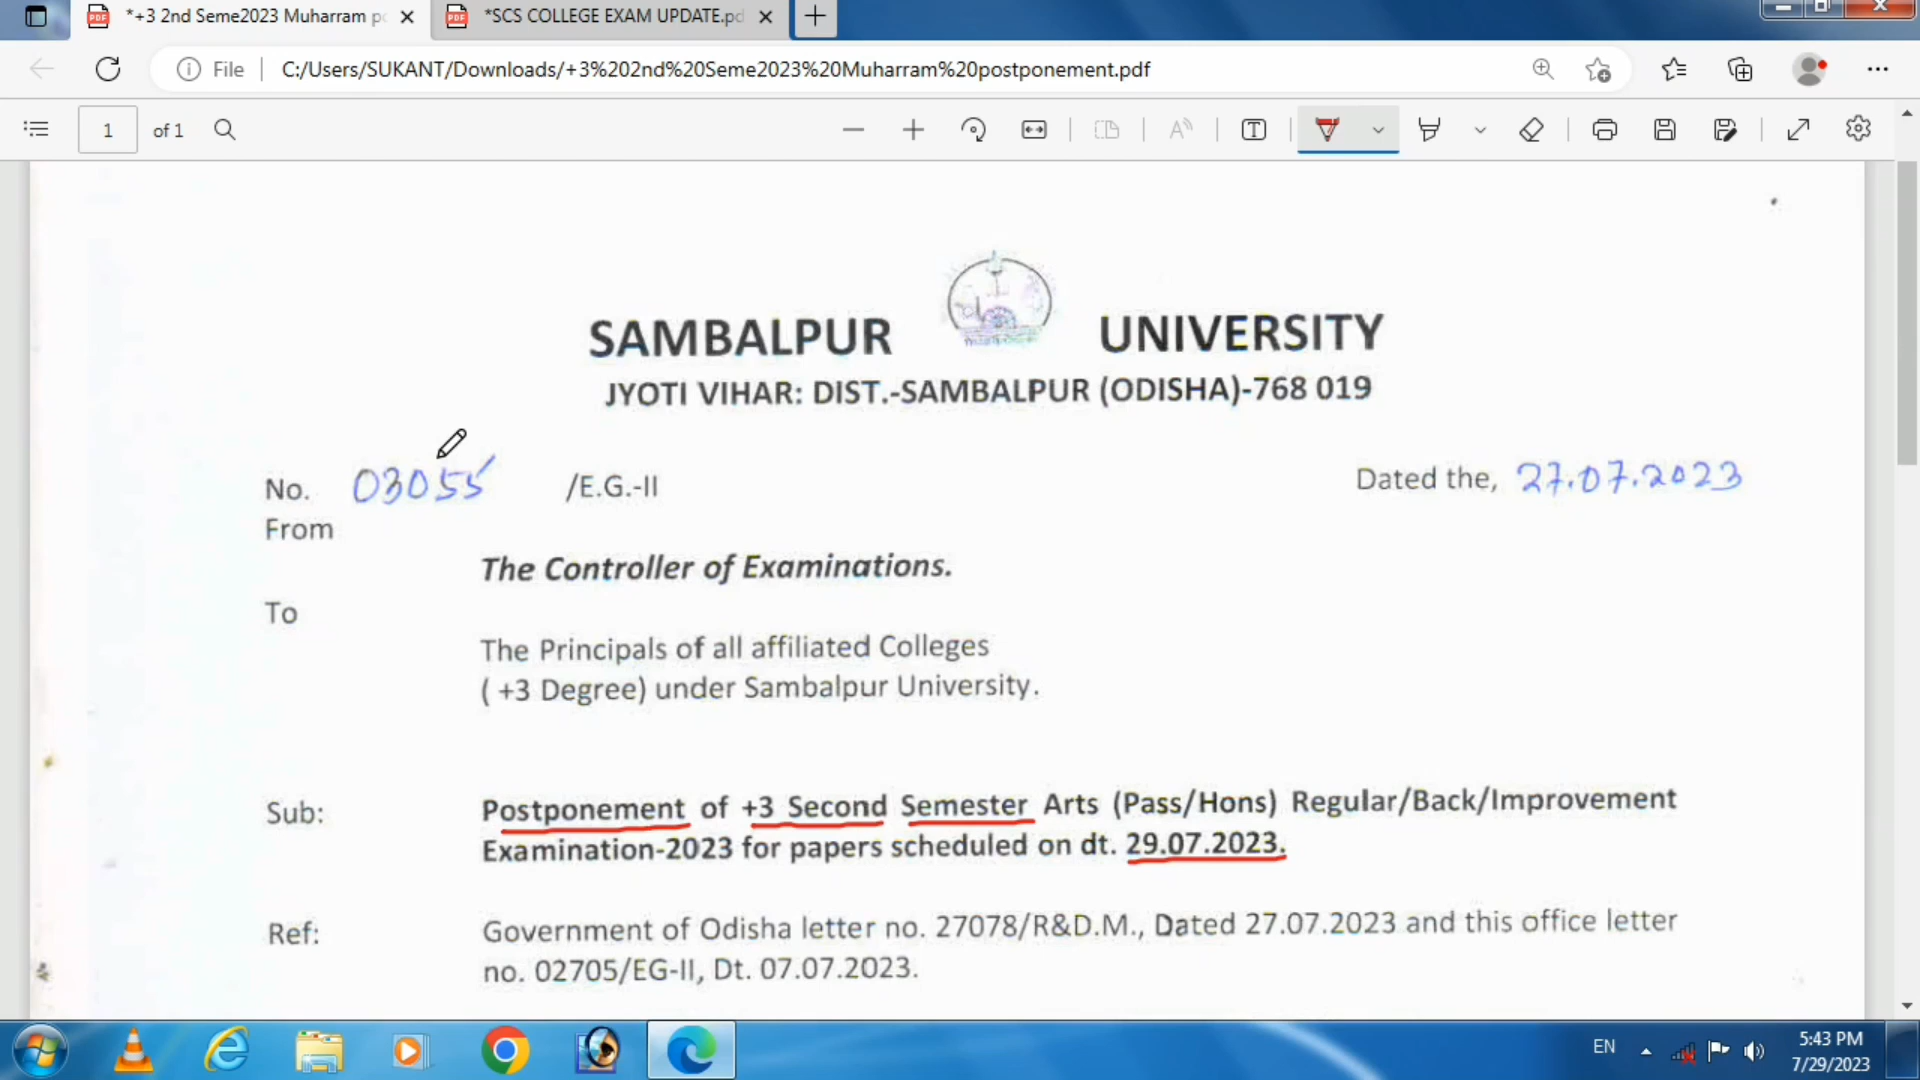 *+3 2nd Seme2023 Muharram po
*SCS COLLEGE EXAM UPDATE.pd
File
C:/Users/SUKANT/Downloads/+3%202nd%20Seme2023%20Muharram%20postponement.pdf
1 of 1
SAMBALPUR UNIVERSITY
JYOTI VIHAR: DIST.-SAMBALPUR (ODISHA)-768 019
No. 03055 /E.G.-II Dated the, 27.07.2023
From
The Controller of Examinations.
To
The Principals of all affiliated Colleges
( +3 Degree) under Sambalpur University.
Sub: Postponement of +3 Second Semester Arts (Pass/Hons) Regular/Back/Improvement
Examination-2023 for papers scheduled on dt. 29.07.2023.
Ref: Government of Odisha letter no. 27078/R&D.M., Dated 27.07.2023 and this office letter
no. 02705/EG-II, Dt. 07.07.2023.
EN
5:43 PM
7/29/2023